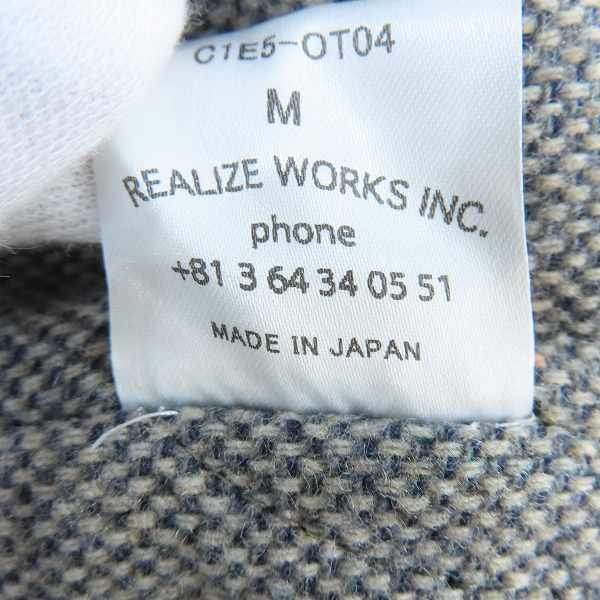 C1E5-OT04
M
REALIZE WORKS INC.
phone
+81 3 64 34 05 51
MADE IN JAPAN